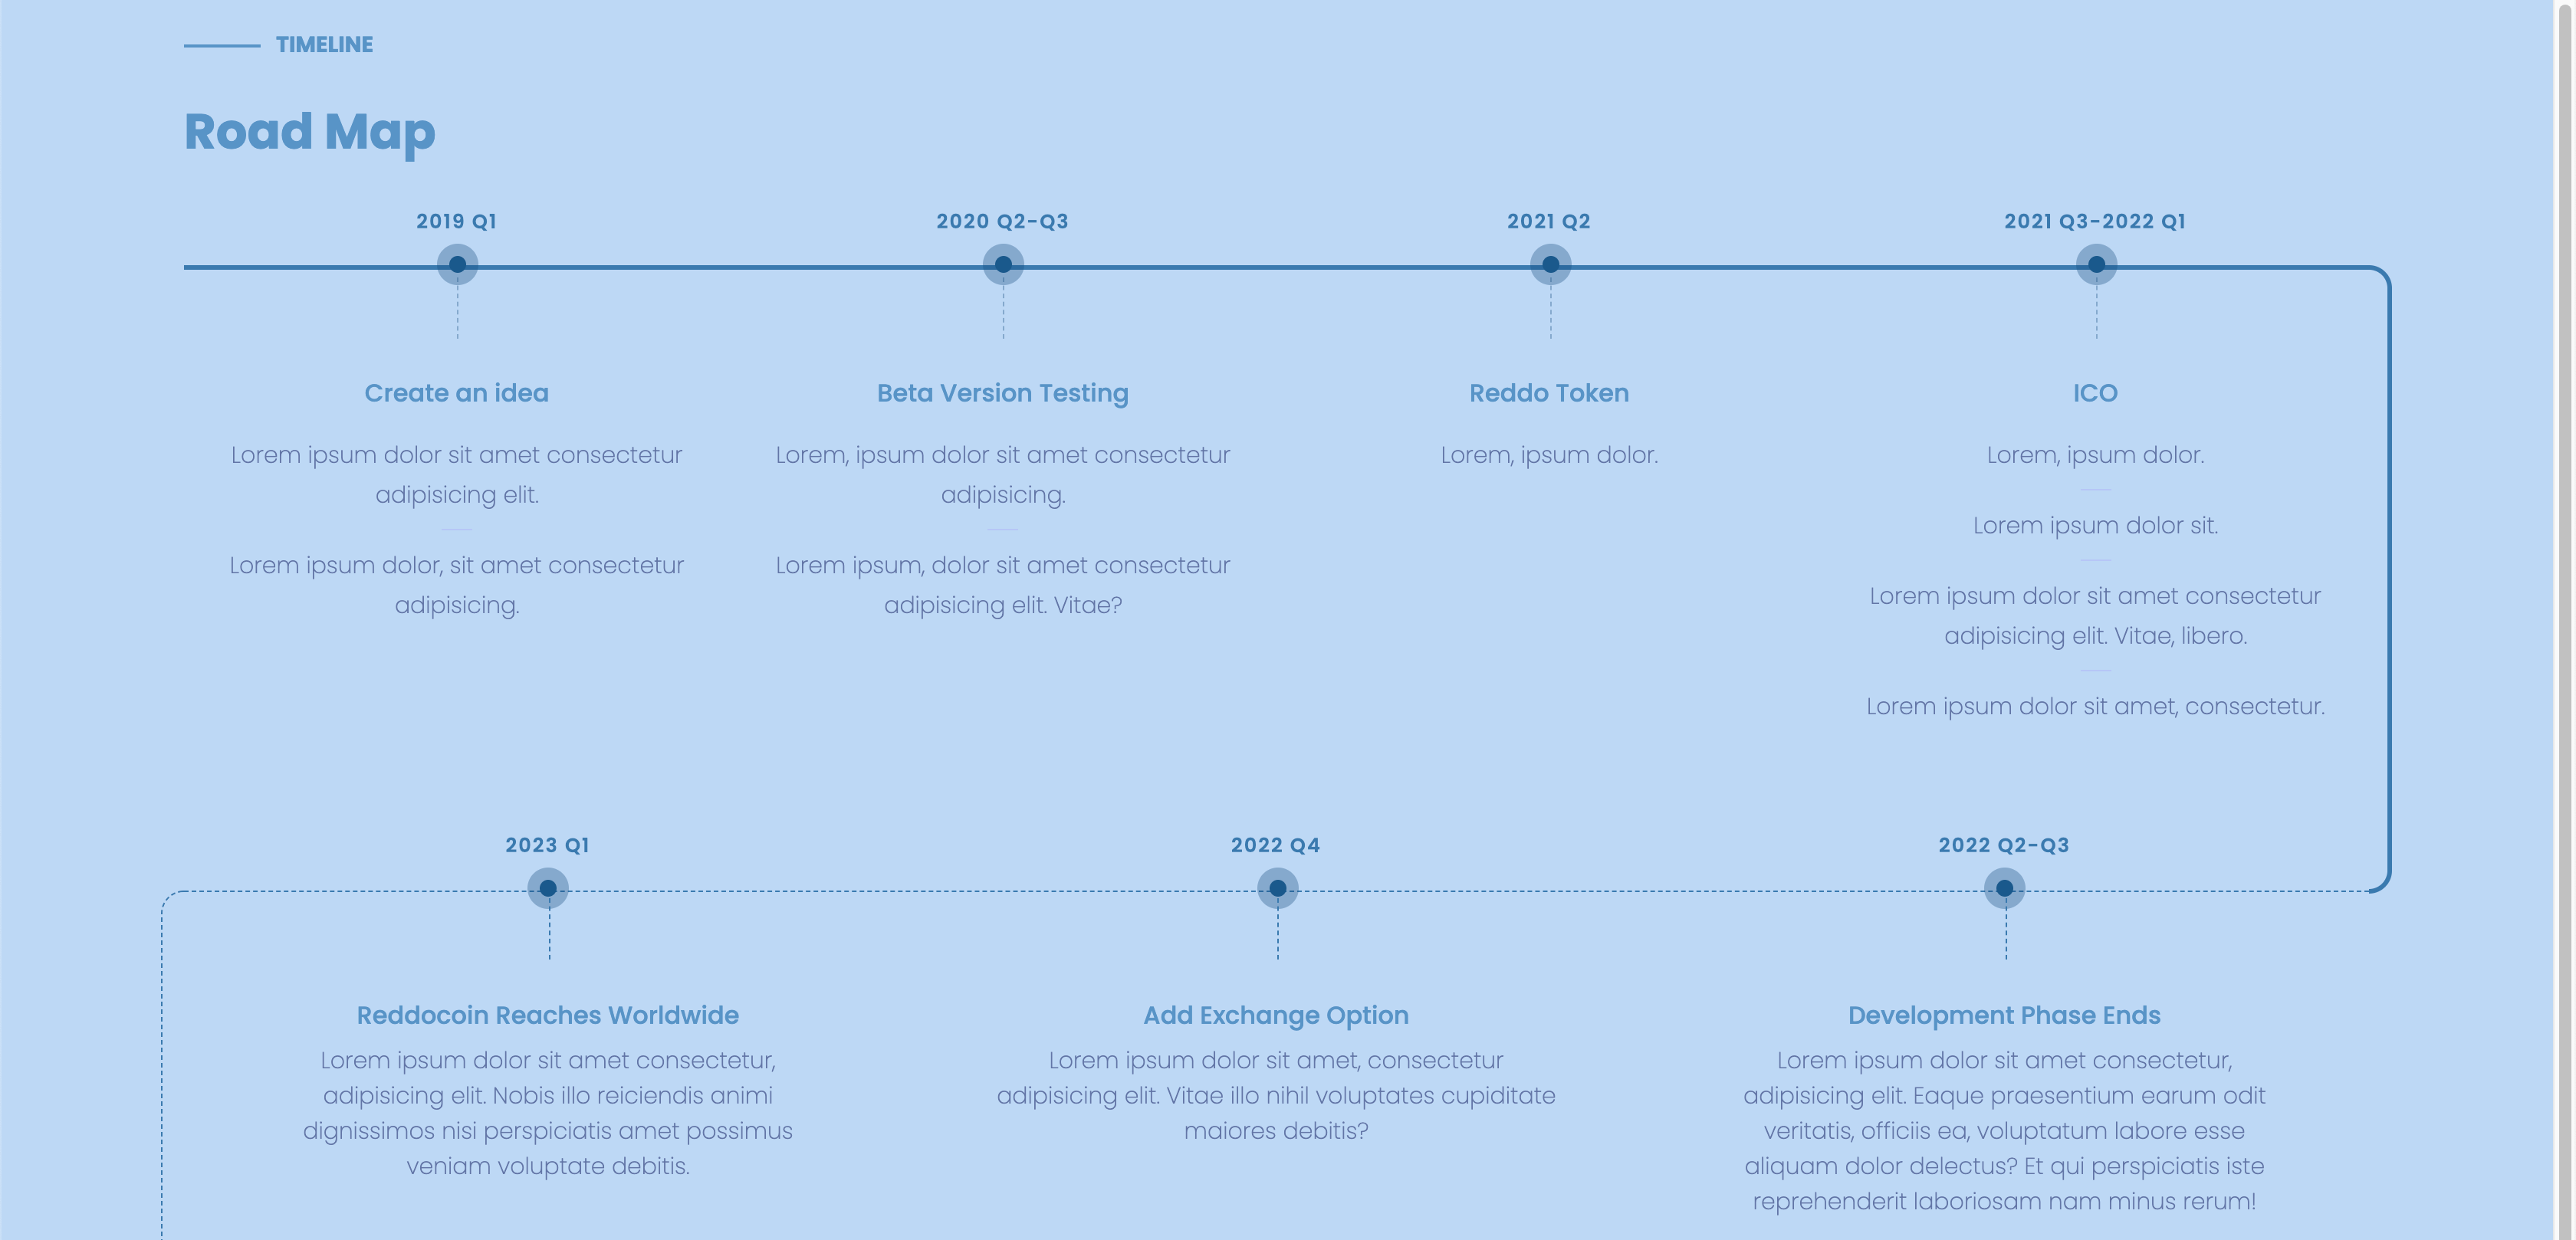 TIMELINE
Road Map
2019 Q1
Create an idea
Lorem ipsum dolor sit amet consectetur
adipisicing elit.
Lorem ipsum dolor, sit amet consectetur
adipisicing.
2020 Q2-Q3
Beta Version Testing
Lorem, ipsum dolor sit amet consectetur
adipisicing.
Lorem ipsum, dolor sit amet consectetur
adipisicing elit. Vitae?
2021 Q2
Reddo Token
Lorem, ipsum dolor.
2021 Q3-2022 Q1
ICO
Lorem, ipsum dolor.
Lorem ipsum dolor sit.
Lorem ipsum dolor sit amet consectetur
adipisicing elit. Vitae, libero.
Lorem ipsum dolor sit amet, consectetur.
2023 Q1
Reddocoin Reaches Worldwide
Lorem ipsum dolor sit amet consectetur,
adipisicing elit. Nobis illo reiciendis animi
dignissimos nisi perspiciatis amet possimus
veniam voluptate debitis.
2022 Q4
Add Exchange Option
Lorem ipsum dolor sit amet, consectetur
adipisicing elit. Vitae illo nihil voluptates cupiditate
maiores debitis?
2022 Q2-Q3
Development Phase Ends
Lorem ipsum dolor sit amet consectetur,
adipisicing elit. Eaque praesentium earum odit
veritatis, officiis ea, voluptatum labore esse
aliquam dolor delectus? Et qui perspiciatis iste
reprehenderit laboriosam nam minus rerum!